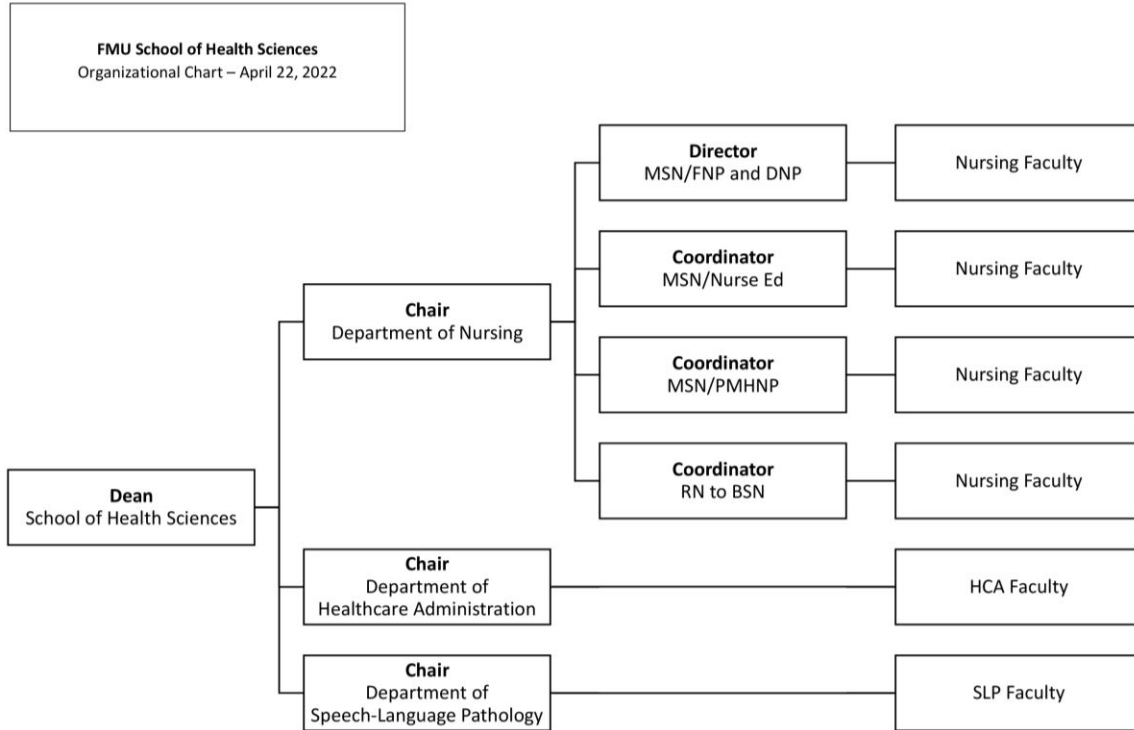 FMU School of Health Sciences
Organizational Chart – April 22, 2022
Director
MSN/FNP and DNP
Nursing Faculty
Coordinator
MSN/Nurse Ed
Nursing Faculty
Chair
Department of Nursing
Coordinator
MSN/PMHNP
Nursing Faculty
Coordinator
RN to BSN
Nursing Faculty
Dean
School of Health Sciences
Chair
Department of
Healthcare Administration
HCA Faculty
Chair
Department of
Speech-Language Pathology
SLP Faculty